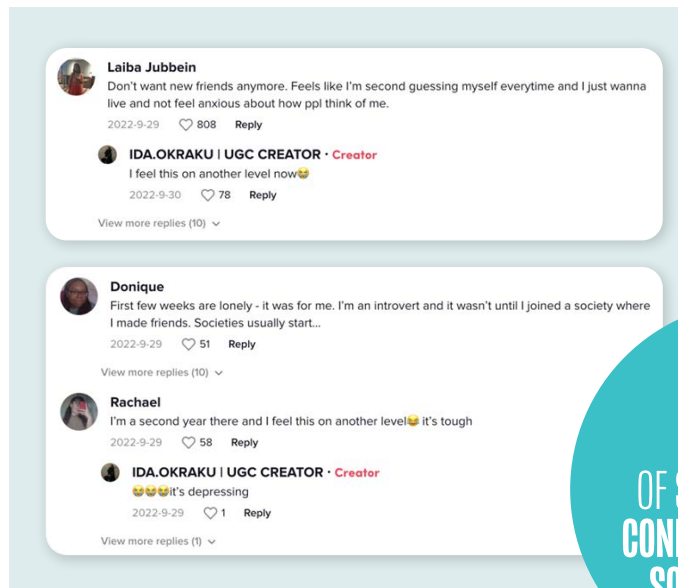 Laiba Jubbein
Don't want new friends anymore. Feels like I'm second guessing myself everytime and I just wanna
live and not feel anxious about how ppl think of me.
2022-9-29 808 Reply
IDA.OKRAKU | UGC CREATOR · Creator
I feel this on another level now😂
2022-9-30 78 Reply
View more replies (10)
Donique
First few weeks are lonely - it was for me. I'm an introvert and it wasn't until I joined a society where
I made friends. Societies usually start...
2022-9-29 51 Reply
View more replies (10)
Rachael
I'm a second year there and I feel this on another level😂 it's tough
2022-9-29 58 Reply
IDA.OKRAKU | UGC CREATOR · Creator
😂😂😂it's depressing
2022-9-29 1 Reply
View more replies (1)
OF